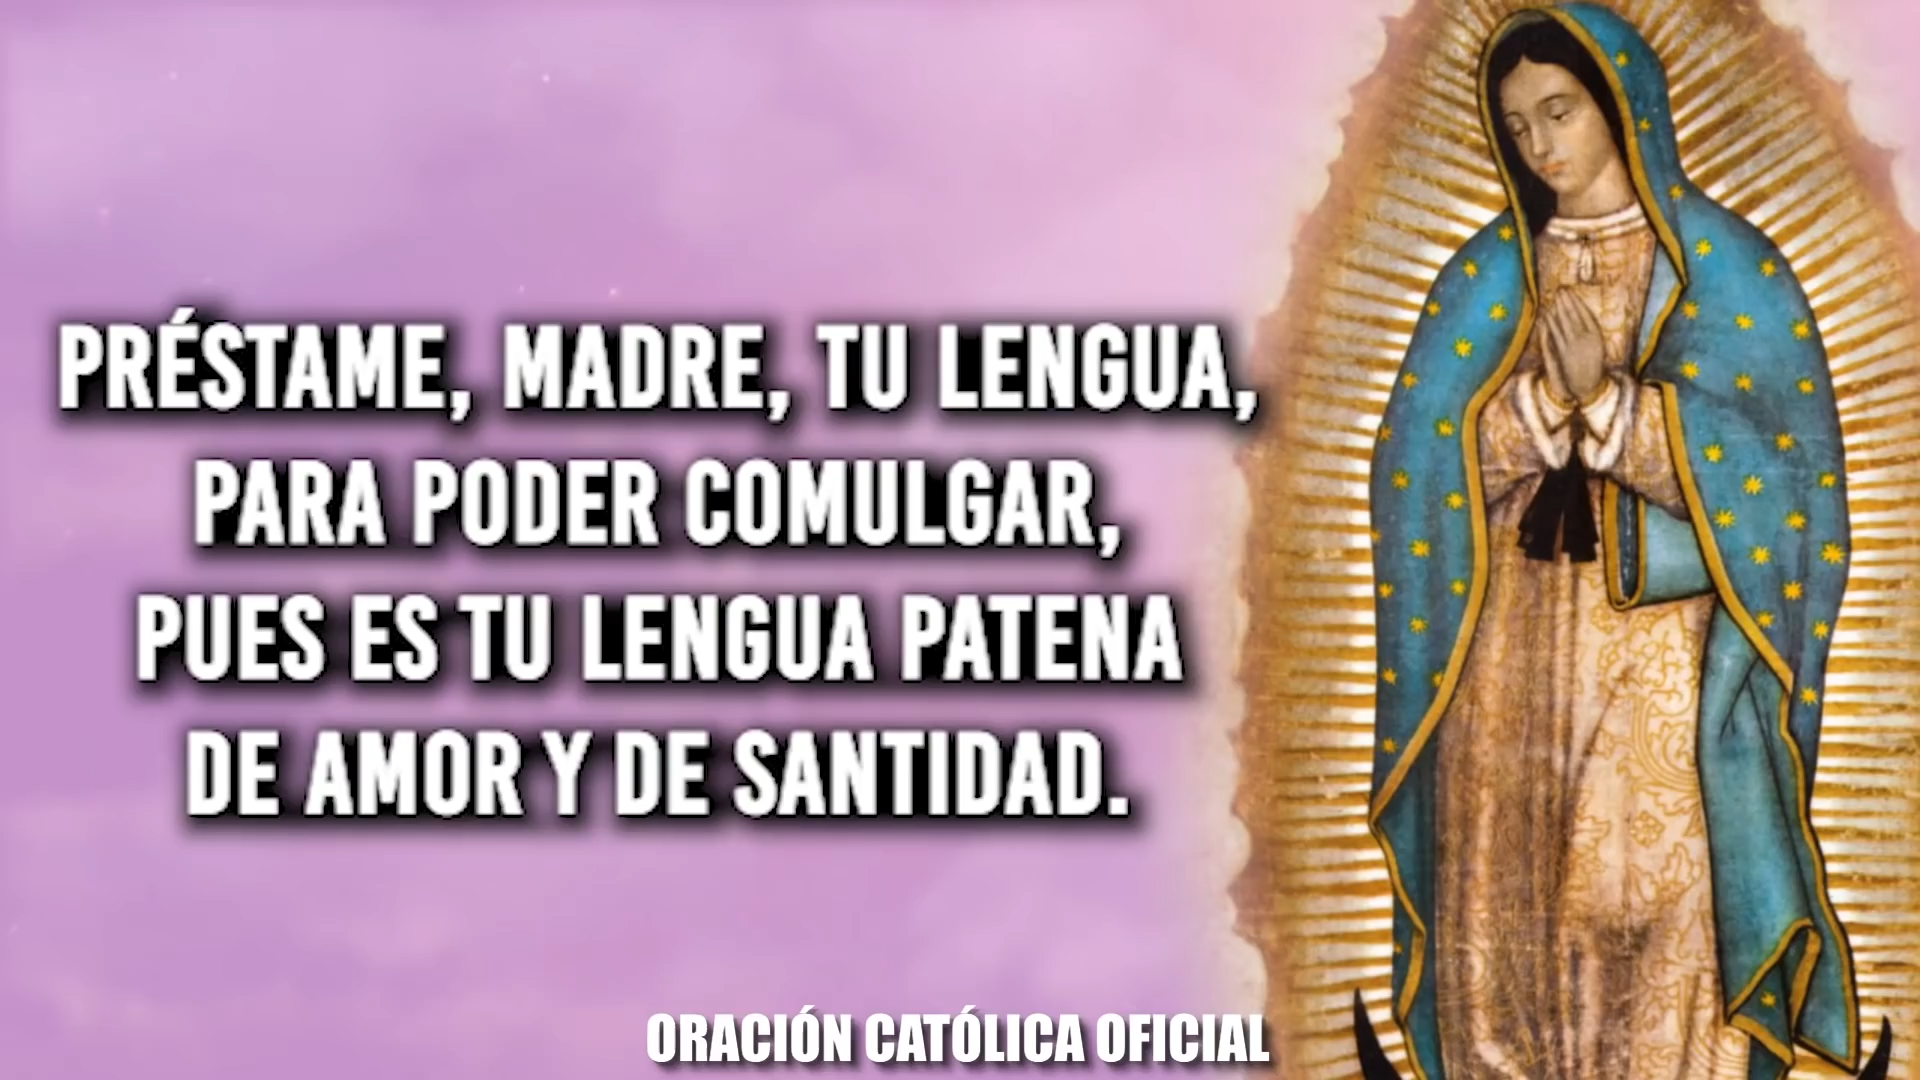 PRÉSTAME, MADRE, TU LENGUA,
PARA PODER COMULGAR,
PUES ES TU LENGUA PATENA
DE AMOR Y DE SANTIDAD.
ORACIÓN CATÓLICA OFICIAL